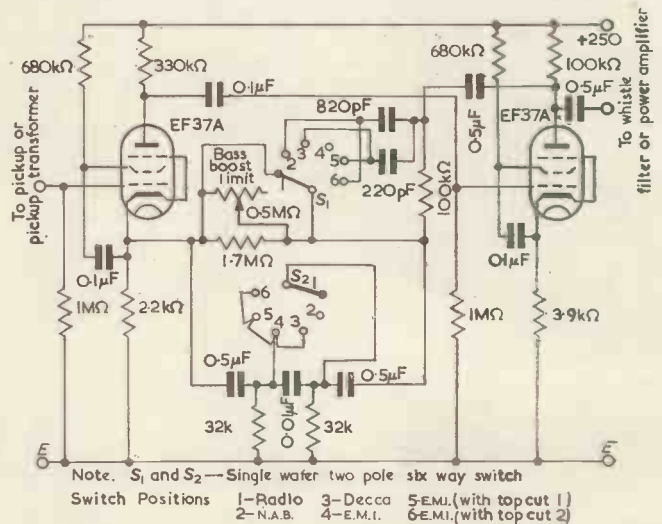 +250
680kΩ
330kΩ
0.1µF
680kΩ
100kΩ
0.5µF
EF37A
820pF
0.5µF
EF37A
To whistle
filter or power amplifier
To pickup or
pickup transformer
2
3
4
5
6
1
S1
220pF
100kΩ
Bass
boost
limit
0.5MΩ
1.7MΩ
0.1µF
1MΩ
2.2kΩ
S2
1
6
5
4
3
2
0.5µF
0.01µF
0.5µF
32k
32k
0.1µF
1MΩ
3.9kΩ
E
E
Note. S1 and S2—Single wafer two pole six way switch
Switch Positions 1-Radio 3-Decca 5-E.M.I.(with top cut 1)
2-N.A.B. 4-E.M.I. 6-E.M.I.(with top cut 2)